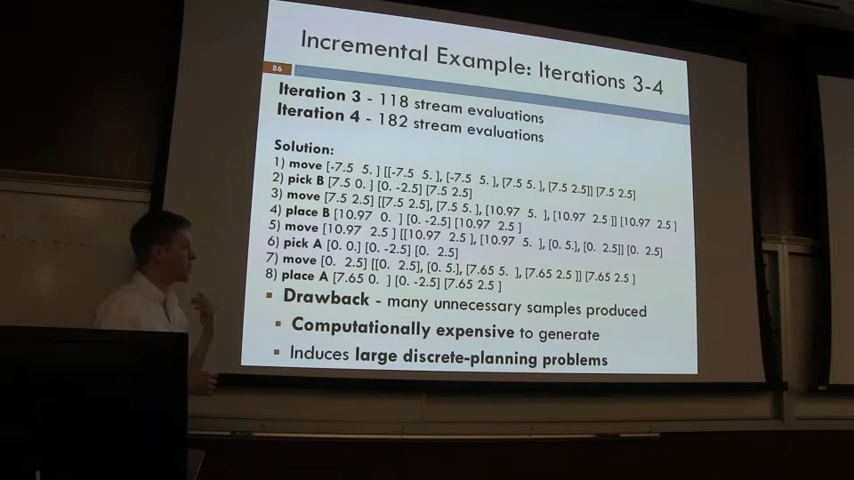 Incremental Example: Iterations 3-4
86
Iteration 3 - 118 stream evaluations
Iteration 4 - 182 stream evaluations
Solution:
1) move [-7.5 5. ] [[-7.5 5. ], [-7.5 5. ], [7.5 5. ], [7.5 2.5]] [7.5 2.5]
2) pick B [7.5 0. ] [0. -2.5] [7.5 2.5]
3) move [7.5 2.5] [[7.5 2.5], [7.5 5. ], [10.97 5. ], [10.97 2.5 ]] [10.97 2.5 ]
4) place B [10.97 0. ] [0. -2.5] [10.97 2.5 ]
5) move [10.97 2.5 ] [[10.97 2.5 ], [10.97 5. ], [0. 5.], [0. 2.5]] [0. 2.5]
6) pick A [0. 0.] [0. -2.5] [0. 2.5]
7) move [0. 2.5] [[0. 2.5], [0. 5.], [7.65 5. ], [7.65 2.5 ]] [7.65 2.5 ]
8) place A [7.65 0. ] [0. -2.5] [7.65 2.5 ]
▪ Drawback - many unnecessary samples produced
▪ Computationally expensive to generate
▪ Induces large discrete-planning problems